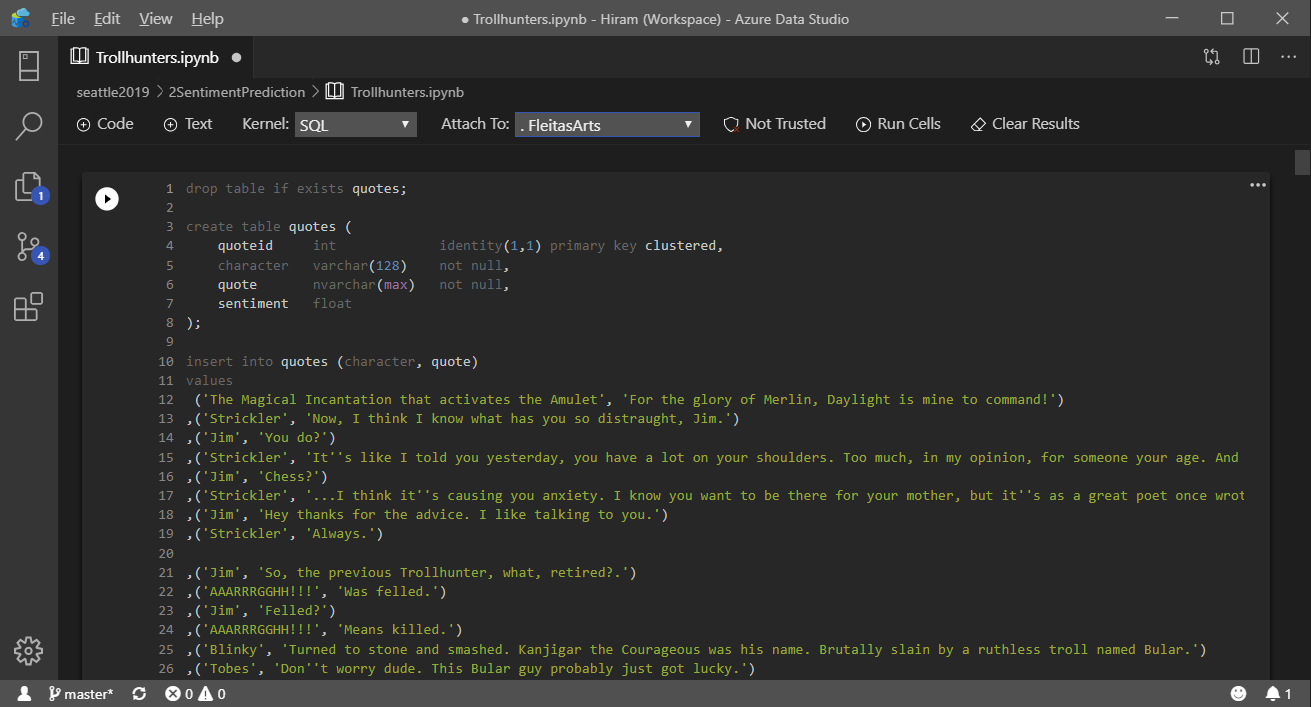 File Edit View Help
● Trollhunters.ipynb - Hiram (Workspace) - Azure Data Studio
Trollhunters.ipynb ●
seattle2019 > 2SentimentPrediction > Trollhunters.ipynb
Code Text Kernel: SQL Attach To: . FleitasArts Not Trusted Run Cells Clear Results
1 drop table if exists quotes;
2
3 create table quotes (
4 quoteid int identity(1,1) primary key clustered,
5 character varchar(128) not null,
6 quote nvarchar(max) not null,
7 sentiment float
8 );
9
10 insert into quotes (character, quote)
11 values
12 ('The Magical Incantation that activates the Amulet', 'For the glory of Merlin, Daylight is mine to command!')
13 ,('Strickler', 'Now, I think I know what has you so distraught, Jim.')
14 ,('Jim', 'You do?')
15 ,('Strickler', 'It''s like I told you yesterday, you have a lot on your shoulders. Too much, in my opinion, for someone your age. And
16 ,('Jim', 'Chess?')
17 ,('Strickler', '...I think it''s causing you anxiety. I know you want to be there for your mother, but it''s as a great poet once wrot
18 ,('Jim', 'Hey thanks for the advice. I like talking to you.')
19 ,('Strickler', 'Always.')
20
21 ,('Jim', 'So, the previous Trollhunter, what, retired?.')
22 ,('AAARRRGGHH!!!', 'Was felled.')
23 ,('Jim', 'Felled?')
24 ,('AAARRRGGHH!!!', 'Means killed.')
25 ,('Blinky', 'Turned to stone and smashed. Kanjigar the Courageous was his name. Brutally slain by a ruthless troll named Bular.')
26 ,('Tobes', 'Don''t worry dude. This Bular guy probably just got lucky.')
1
4
master* 0 0 1